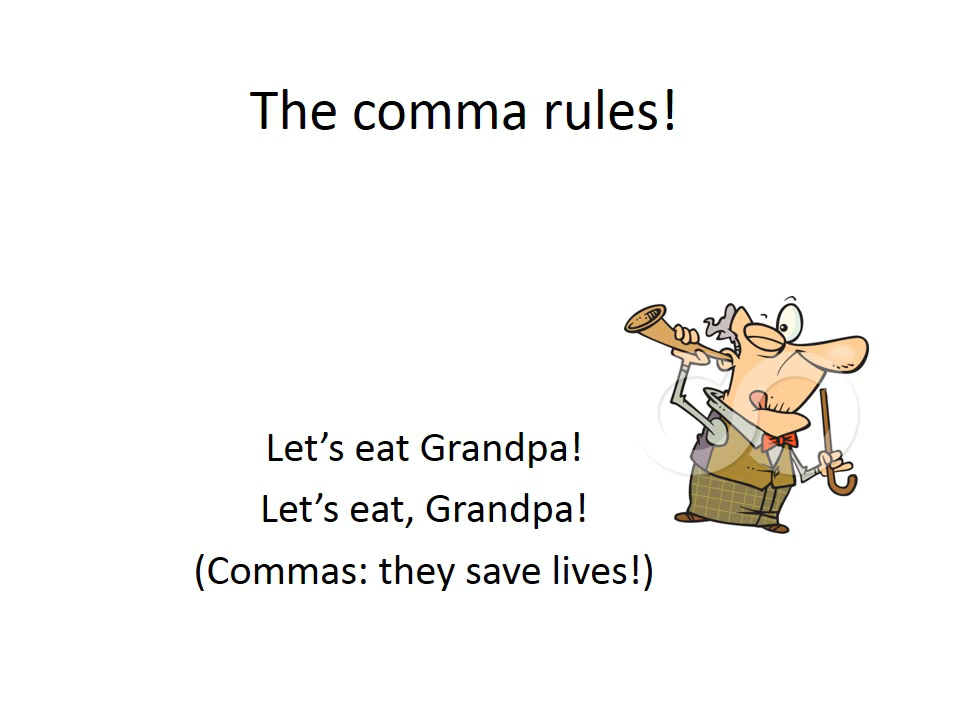 The comma rules!
Let’s eat Grandpa!
Let’s eat, Grandpa!
(Commas: they save lives!)